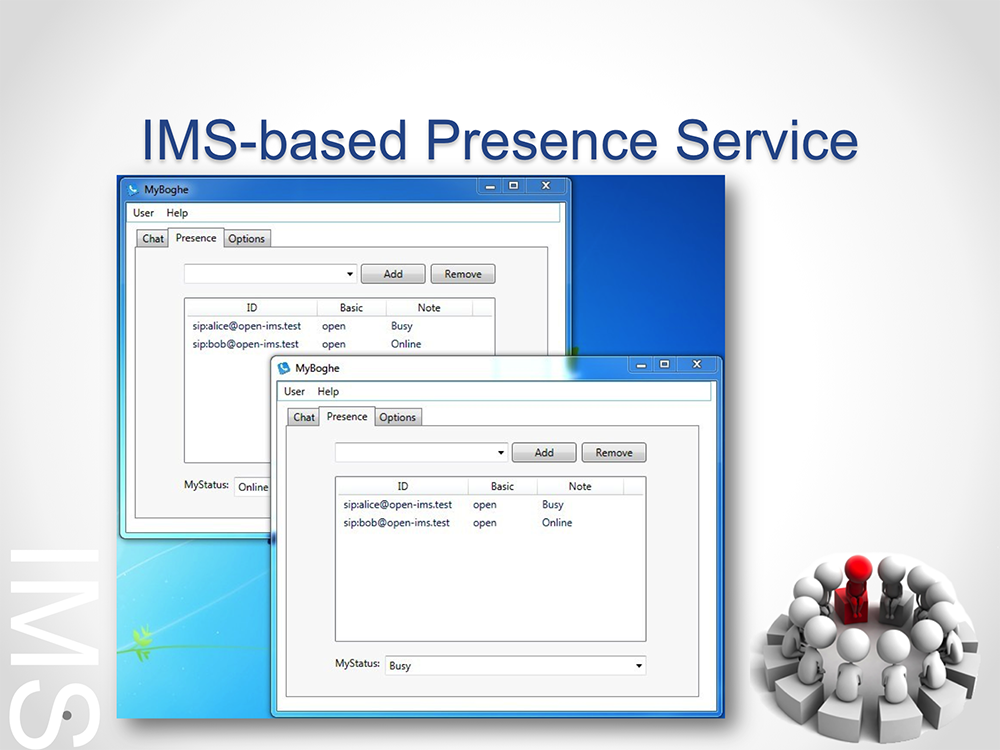 IMS-based Presence Service
MyBoghe
User Help
Chat Presence Options
Add Remove
ID Basic Note
sip:alice@open-ims.test open Busy
sip:bob@open-ims.test open Online
MyStatus: Online
MyBoghe
User Help
Chat Presence Options
Add Remove
ID Basic Note
sip:alice@open-ims.test open Busy
sip:bob@open-ims.test open Online
MyStatus: Busy
IMS